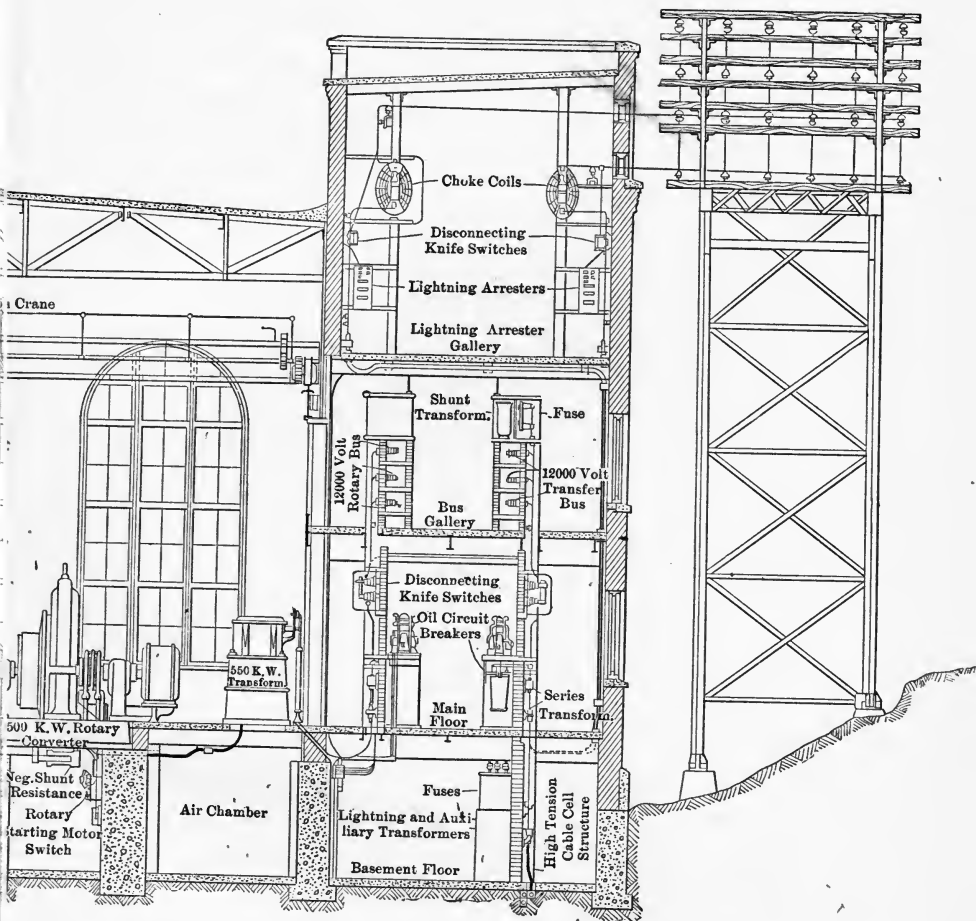 Choke Coils
Disconnecting
Knife Switches
Lightning Arresters
Crane
Lightning Arrester
Gallery
Shunt
Transform.
Fuse
12000 Volt
Rotary Bus
12000 Volt
Transfer
Bus
Bus
Gallery
Disconnecting
Knife Switches
Oil Circuit
Breakers
550 K.W.
Transform.
Series
Transform.
Main
Floor
500 K.W. Rotary
Converter
Neg. Shunt
Resistance
Rotary
Starting Motor
Switch
Air Chamber
Fuses
Lightning and Auxi-
liary Transformers
High Tension
Cable Cell
Structure
Basement Floor